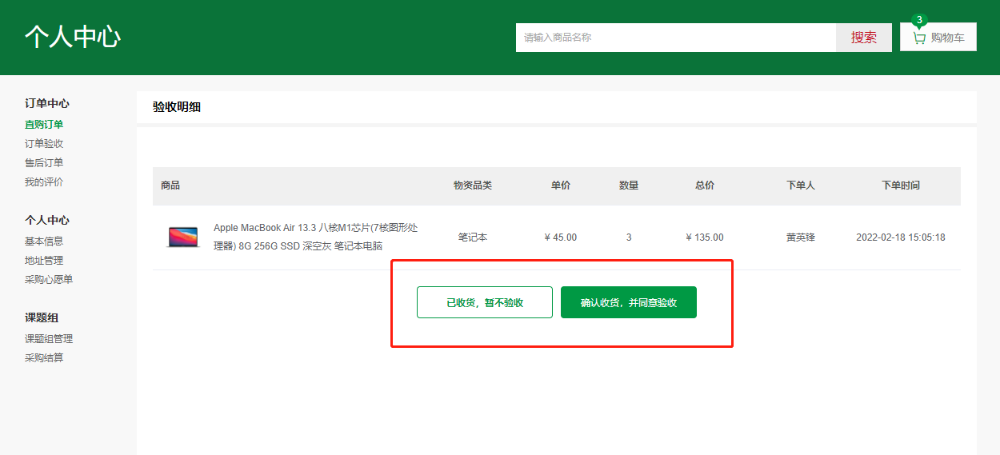 个人中心
请输入商品名称
搜索
3
购物车
订单中心
直购订单
订单验收
售后订单
我的评价
个人中心
基本信息
地址管理
采购心愿单
课题组
课题组管理
采购结算
验收明细
商品 物资品类 单价 数量 总价 下单人 下单时间
Apple MacBook Air 13.3 八核M1芯片(7核图形处
理器) 8G 256G SSD 深空灰 笔记本电脑
笔记本 ¥ 45.00 3 ¥ 135.00 黄英锋 2022-02-18 15:05:18
已收货，暂不验收 确认收货，并同意验收